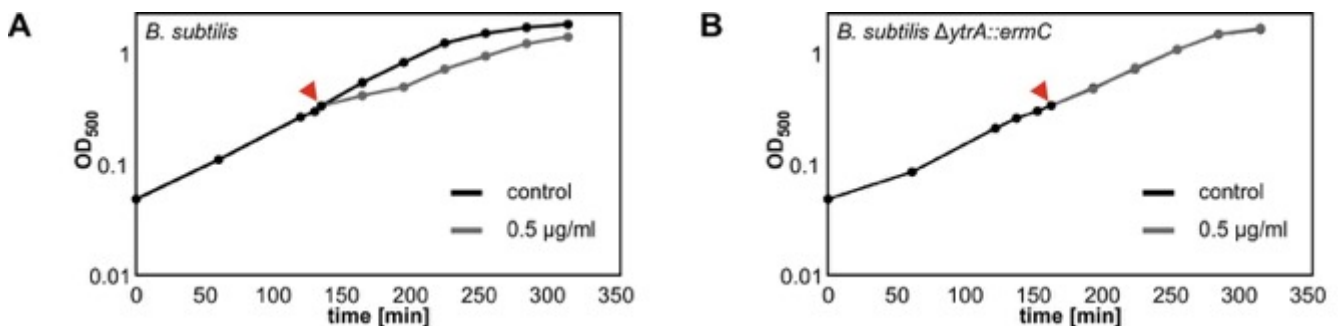 A
B. subtilis
OD500
1
0.1
0.01
control
0.5 µg/ml
0 50 100 150 200 250 300 350
time [min]
B
B. subtilis ΔytrA::ermC
OD500
1
0.1
0.01
control
0.5 µg/ml
0 50 100 150 200 250 300 350
time [min]